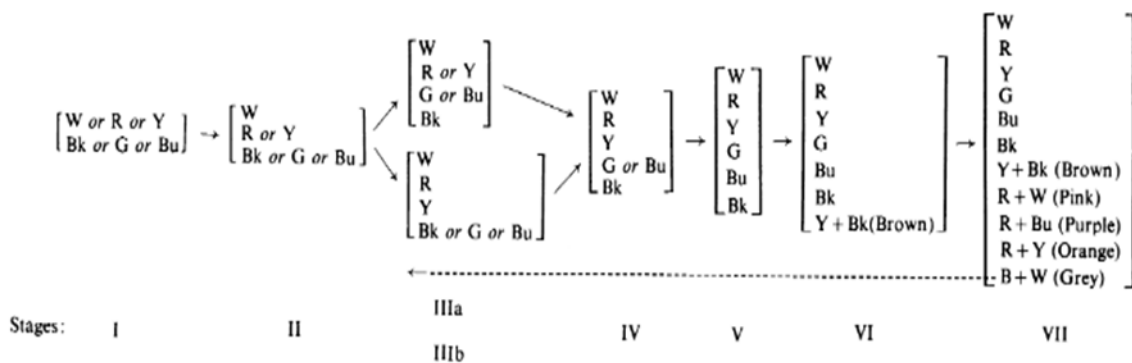 W or R or Y
Bk or G or Bu
W
R or Y
Bk or G or Bu
W
R or Y
G or Bu
Bk
W
R
Y
Bk or G or Bu
W
R
Y
G or Bu
Bk
W
R
Y
G
Bu
Bk
W
R
Y
G
Bu
Bk
Y + Bk(Brown)
W
R
Y
G
Bu
Bk
Y + Bk (Brown)
R + W (Pink)
R + Bu (Purple)
R + Y (Orange)
B + W (Grey)
Stages: I II IIIa IV V VI VII
IIIb